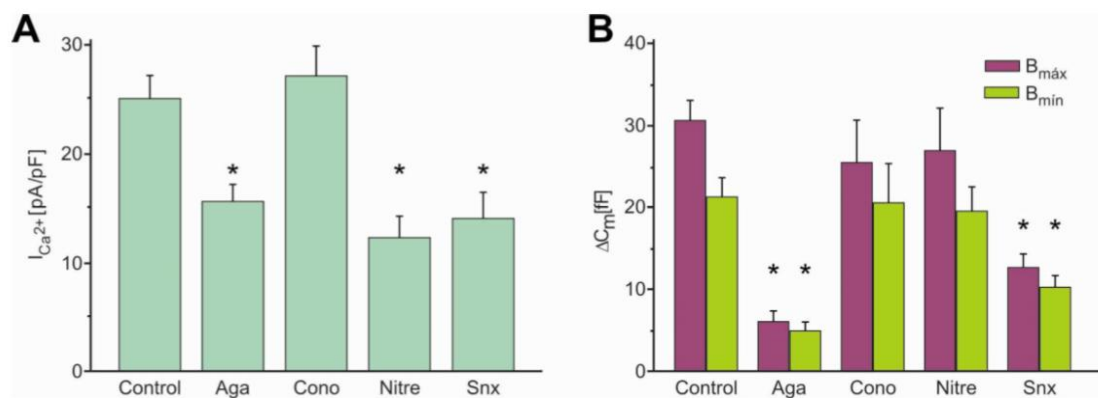 A
I Ca2+ [pA/pF]
30
20
10
0
*
*
*
Control Aga Cono Nitre Snx
B
ΔCm[fF]
40
30
20
10
0
Bmáx
Bmín
* *
* *
Control Aga Cono Nitre Snx